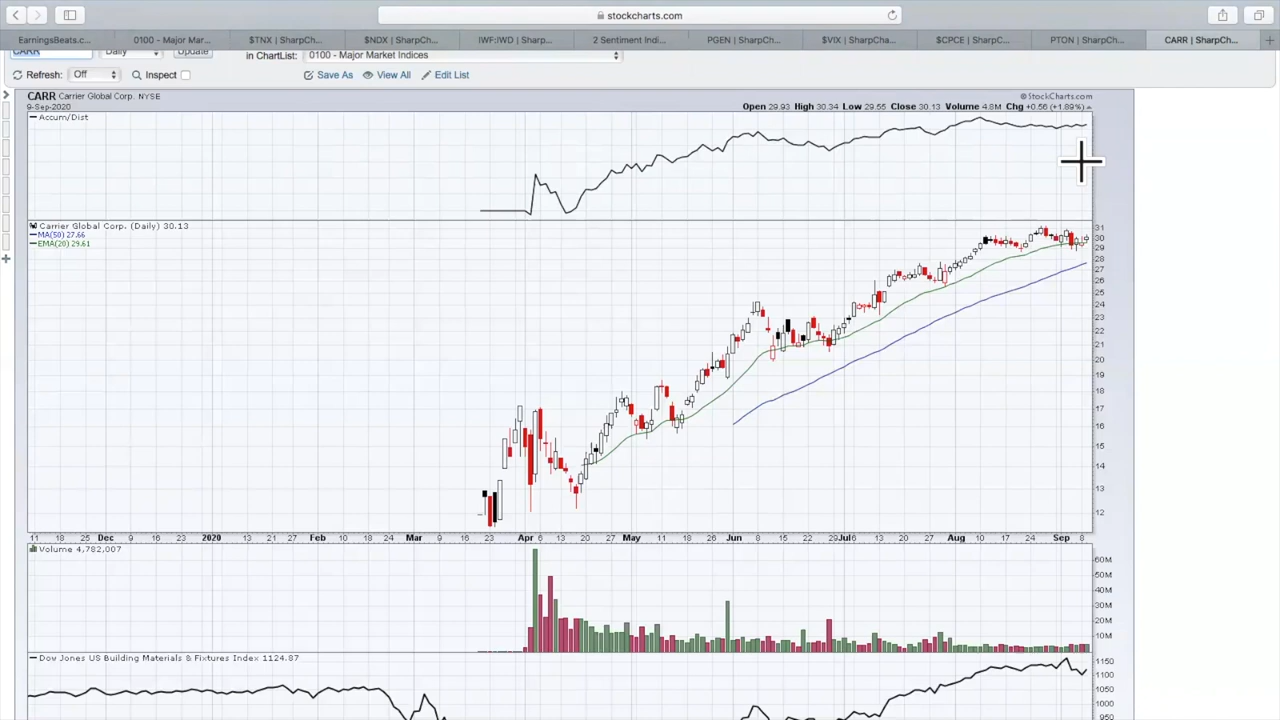 stockcharts.com
EarningsBeats.c...
0100 - Major Mar...
$TNX | SharpCh...
$NDX | SharpCh...
IWF:IWD | Sharp...
2 Sentiment Indi...
PGEN | SharpCh...
$VIX | SharpCha...
$CPCE | SharpC...
PTON | SharpCh...
CARR | SharpCh...
CARR Daily Update in ChartList: 0100 - Major Market Indices
Refresh: Off Inspect Save As View All Edit List
CARR Carrier Global Corp. NYSE © StockCharts.com
9-Sep-2020 Open 29.93 High 30.34 Low 29.55 Close 30.13 Volume 4.8M Chg +0.56 (+1.89%)
Accum/Dist
Carrier Global Corp. (Daily) 30.13
MA(50) 27.66
EMA(20) 29.61
31
30
29
28
27
26
25
24
23
22
21
20
19
18
17
16
15
14
13
12
11 18 25 Dec 9 16 23 2020 13 21 27 Feb 10 18 24 Mar 9 16 23 Apr 6 13 20 27 May 11 18 26 Jun 8 15 22 29 Jul 6 13 20 27 Aug 10 17 24 Sep 8
Volume 4,782,007
60M
50M
40M
30M
20M
10M
Dow Jones US Building Materials & Fixtures Index 1124.87
1150
1100
1050
1000
950